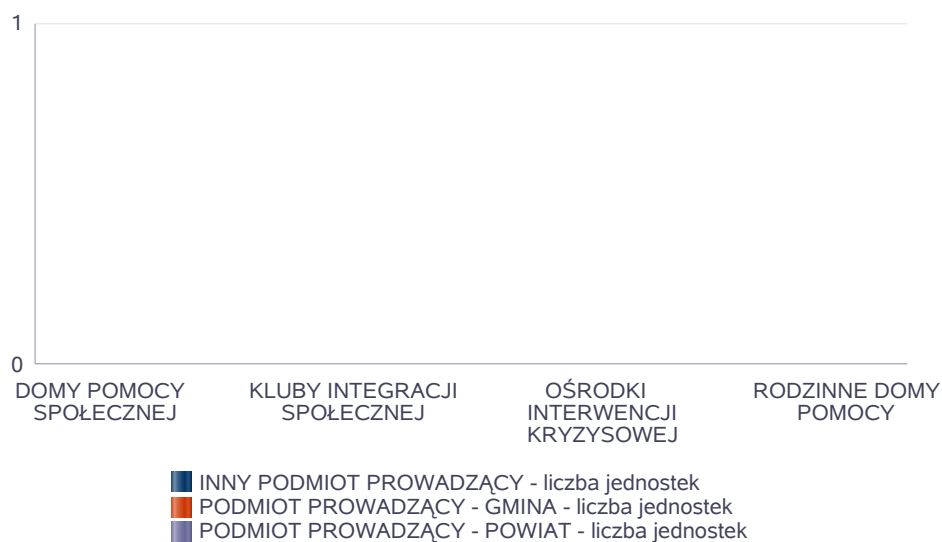 1
0
DOMY POMOCY
SPOŁECZNEJ
KLUBY INTEGRACJI
SPOŁECZNEJ
OŚRODKI
INTERWENCJI
KRYZYSOWEJ
RODZINNE DOMY
POMOCY
INNY PODMIOT PROWADZĄCY - liczba jednostek
PODMIOT PROWADZĄCY - GMINA - liczba jednostek
PODMIOT PROWADZĄCY - POWIAT - liczba jednostek